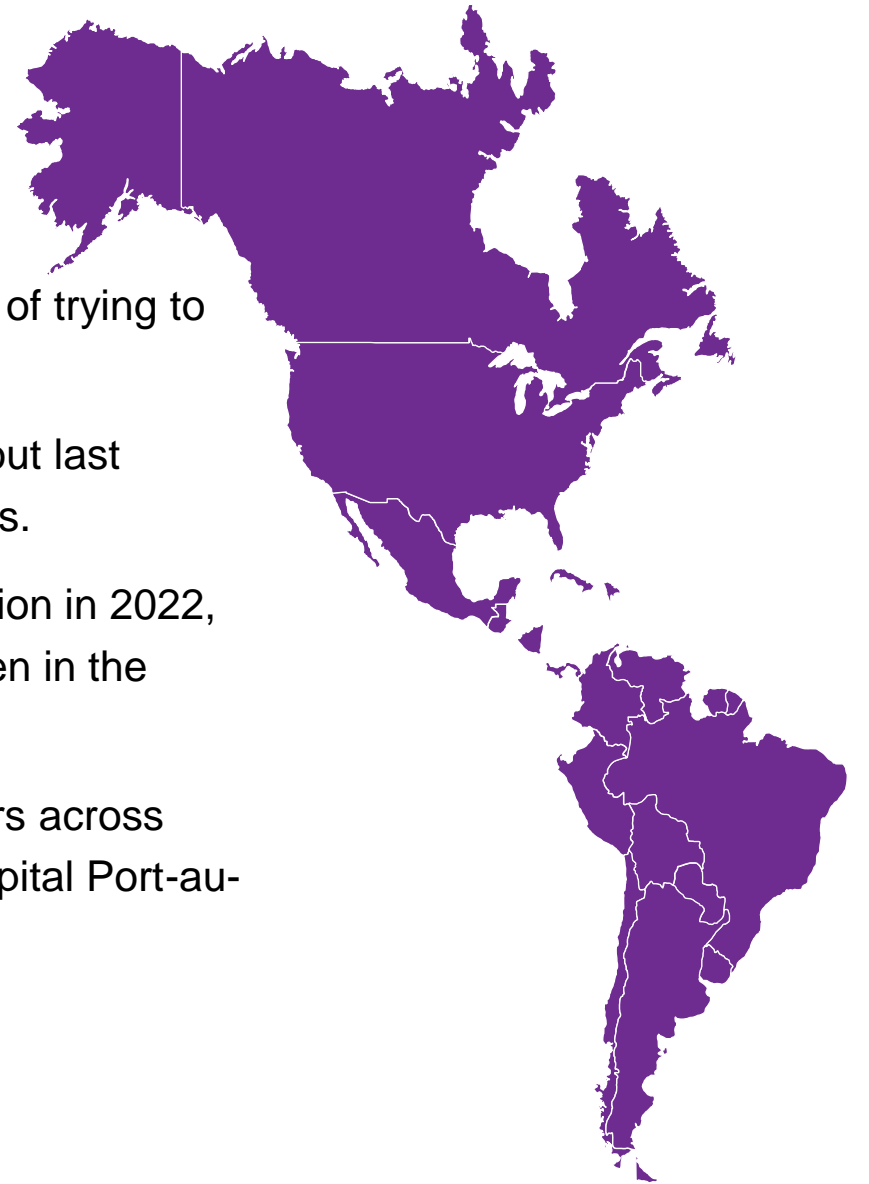 of trying to
out last
s.
ion in 2022,
en in the
rs across
pital Port-au-